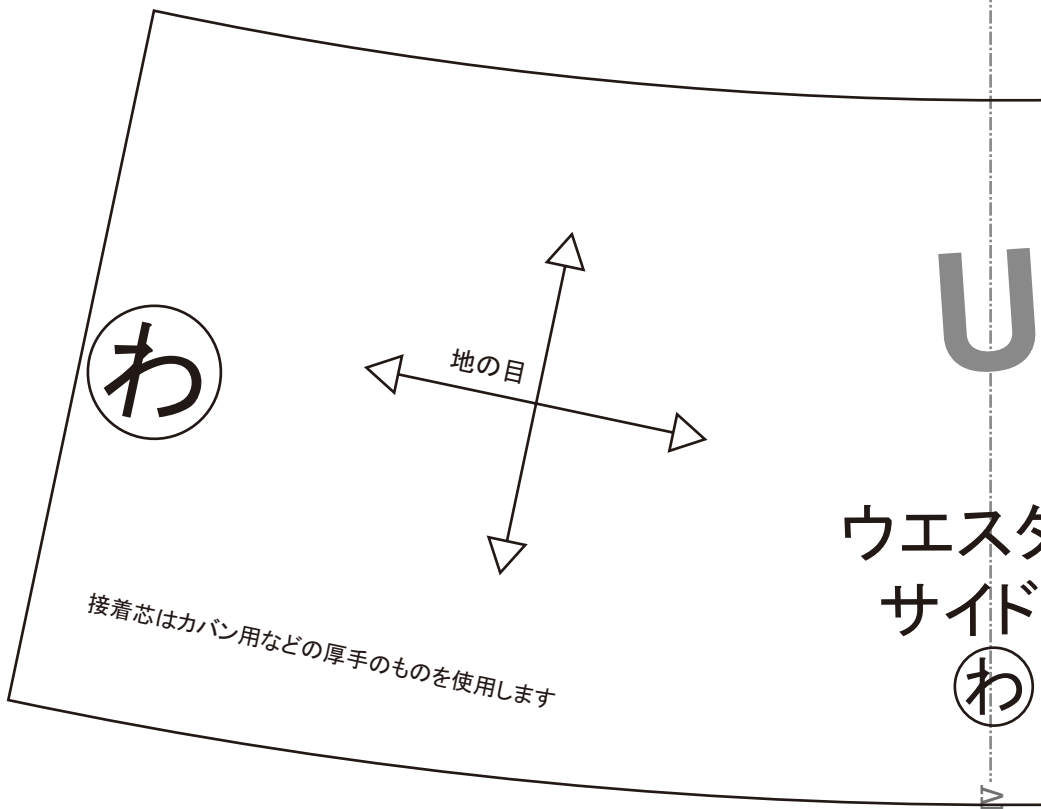 U
わ
地の目
ウエスタ
サイド
接着芯はカバン用などの厚手のものを使用します
わ